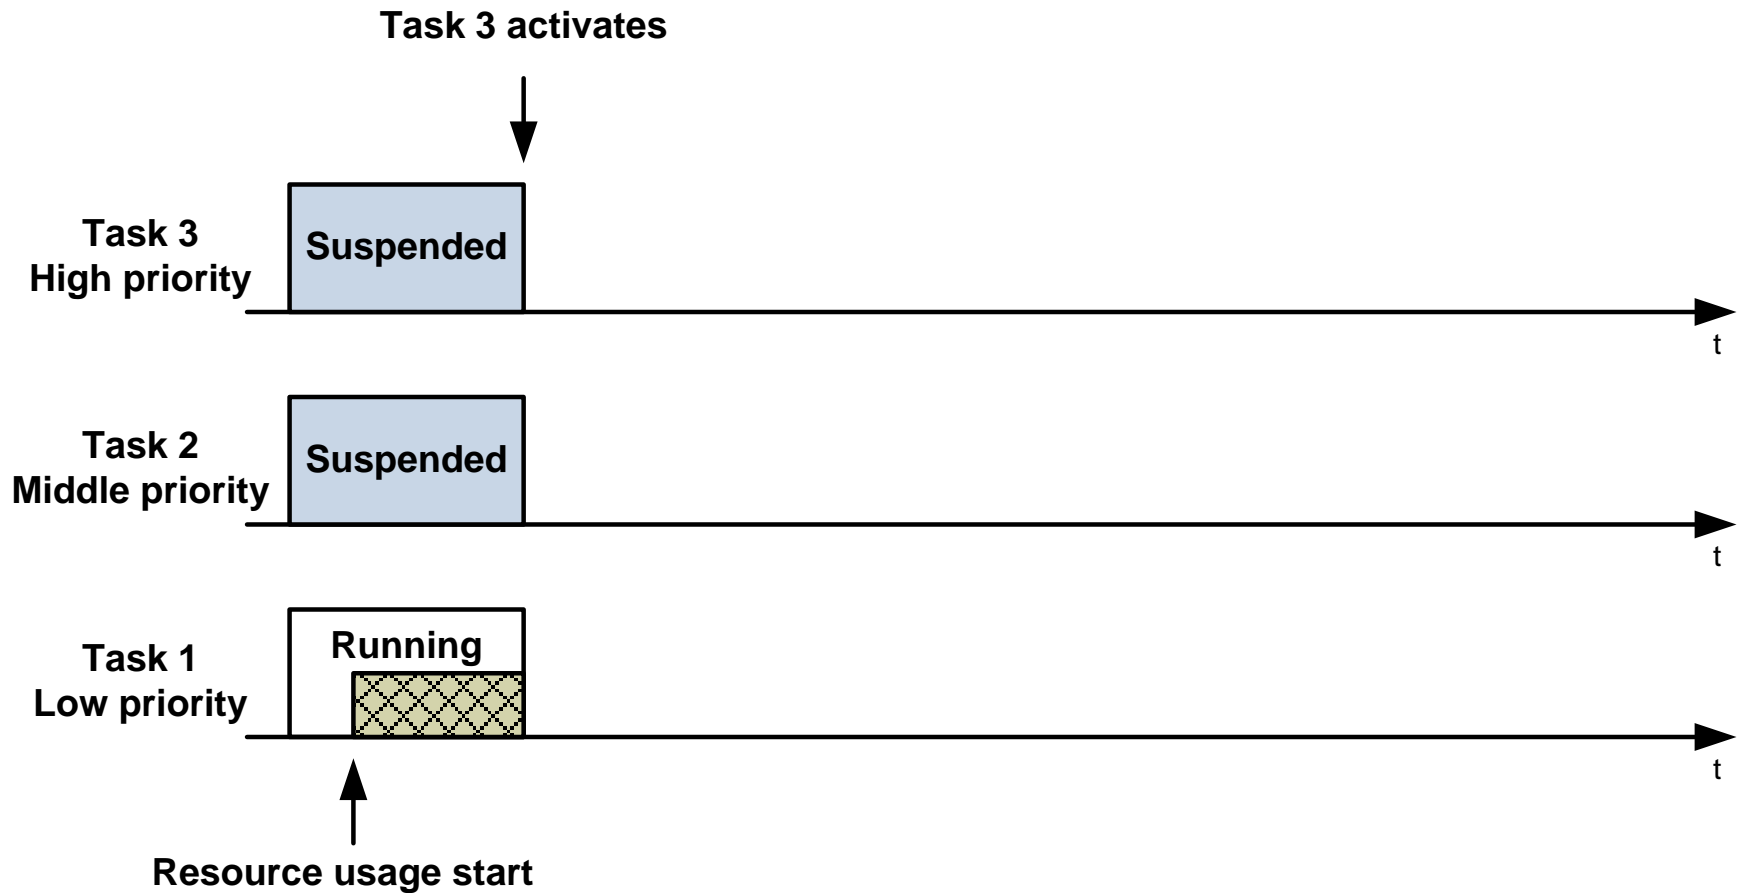 Task 3 activates
Task 3
High priority
Suspended
t
Task 2
Middle priority
Suspended
t
Task 1
Low priority
Running
t
Resource usage start